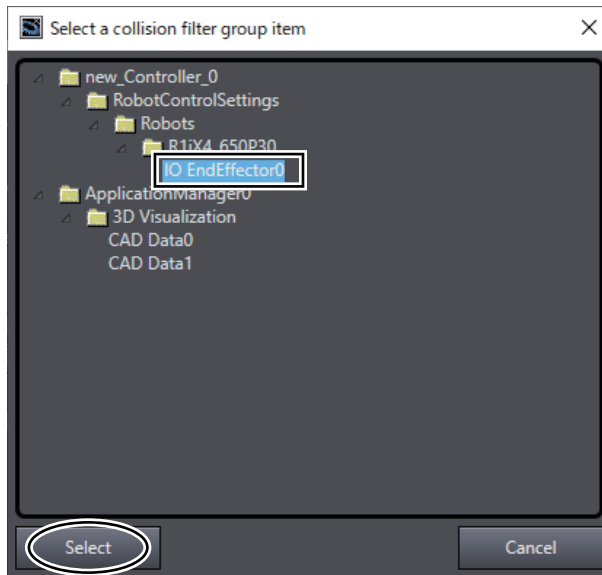 Select a collision filter group item
new_Controller_0
RobotControlSettings
Robots
R1iX4_650P30
IO EndEffector0
ApplicationManager0
3D Visualization
CAD Data0
CAD Data1
Select Cancel